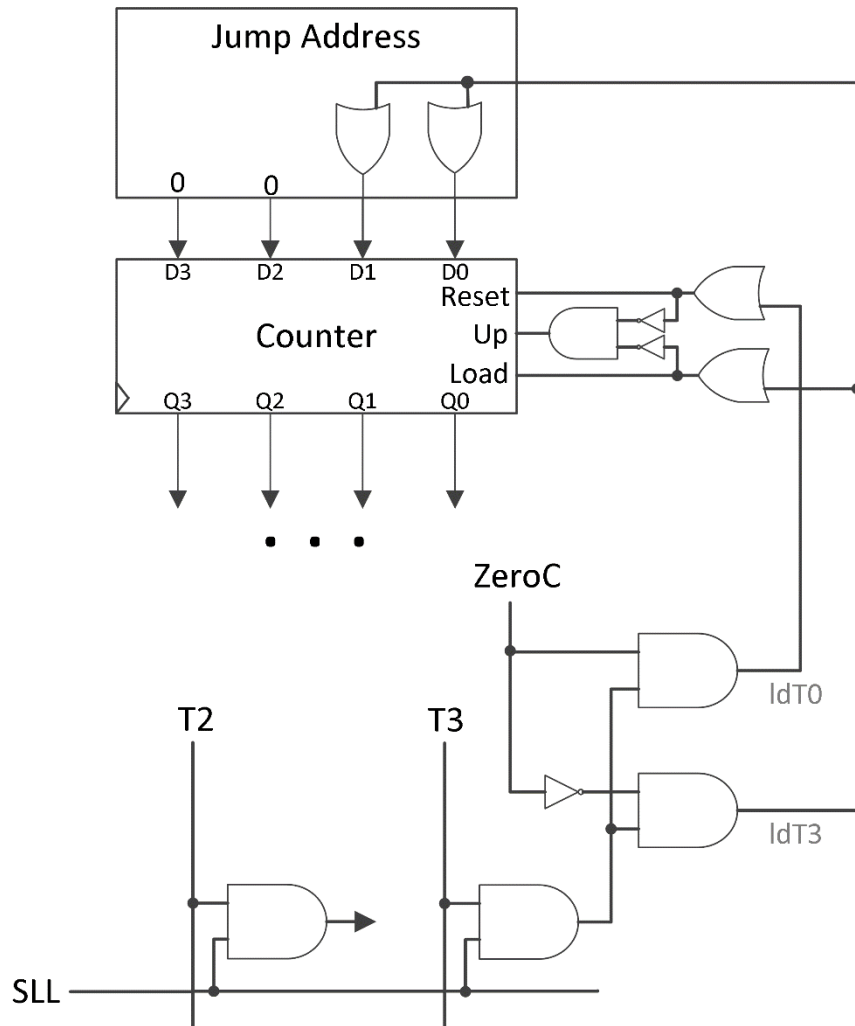 Jump Address
0 0
D3 D2 D1 D0
Reset
Counter Up
Load
Q3 Q2 Q1 Q0
. . .
ZeroC
ldT0
T2 T3
ldT3
SLL